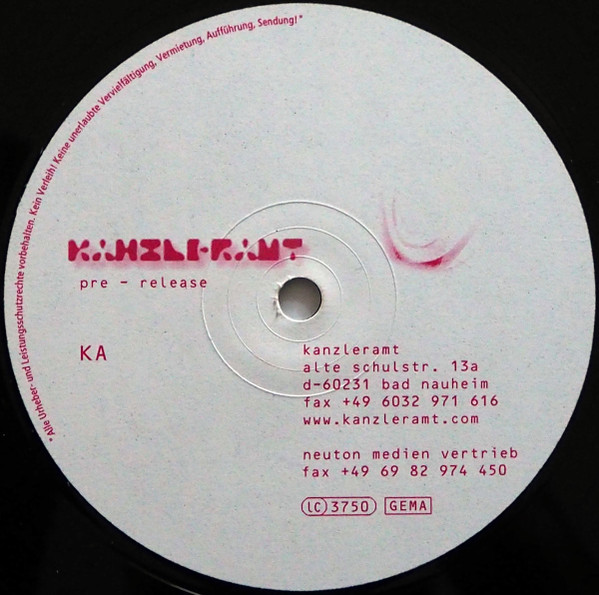 * Alle Urheber- und Leistungsschutzrechte vorbehalten. Kein Verleih! Keine unerlaubte Vervielfältigung, Vermietung, Aufführung, Sendung! *
KANZLERAMT
pre - release
KA
kanzleramt
alte schulstr. 13a
d-60231 bad nauheim
fax +49 6032 971 616
www.kanzleramt.com
neuton medien vertrieb
fax +49 69 82 974 450
LC 3750 GEMA